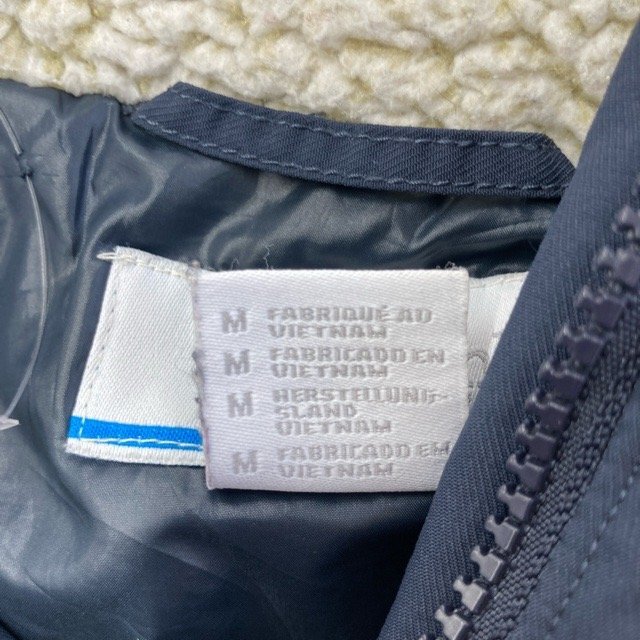 M FABRIQUÉ AU
VIETNAM
M FABRICADO EN
VIETNAM
M HERSTELLUNG-
SLAND
VIETNAM
M FABRICADO EM
VIETNAM